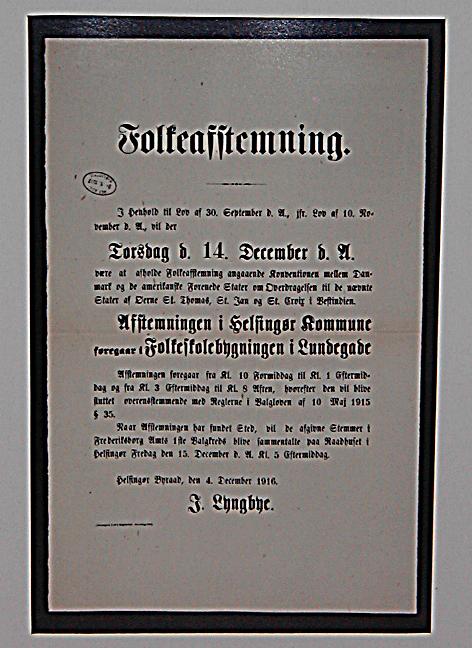 Folkeafstemning.
I Henhold til Lov af 30. September d. A., jfr. Lov af 10. No-
vember d. A., vil der
Torsdag d. 14. December d. A.
være at afholde Folkeafstemning angaaende Konventionen mellem Dan-
mark og de amerikanske Forenede Stater om Overdragelsen til de nævnte
Stater af Øerne St. Thomas, St. Jan og St. Croix i Vestindien.
Afstemningen i Helsingør Kommune
foregaar i Folkeskolebygningen i Lundegade
Afstemningen foregaar fra Kl. 10 Formiddag til Kl. 1 Eftermid-
dag og fra Kl. 3 Eftermiddag til Kl. 8 Aften, hvorefter den vil blive
sluttet overensstemmende med Reglerne i Valgloven af 10 Maj 1915
§ 35.
Naar Afstemningen har fundet Sted, vil de afgivne Stemmer i
Frederiksborg Amts 1ste Valgkreds blive sammentalte paa Raadhuset i
Helsingør Fredag den 15. December d. A. Kl. 5 Eftermiddag.
Helsingør Byraad, den 4. December 1916.
J. Lyngbye.